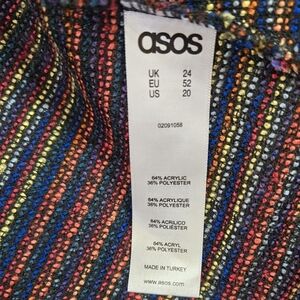 asos
UK 24
EU 52
US 20
02091058
64% ACRYLIC
36% POLYESTER
64% ACRYLIQUE
36% POLYESTER
64% ACRILICO
36% POLIÉSTER
64% ACRYL
36% POLYESTER
MADE IN TURKEY
www.asos.com